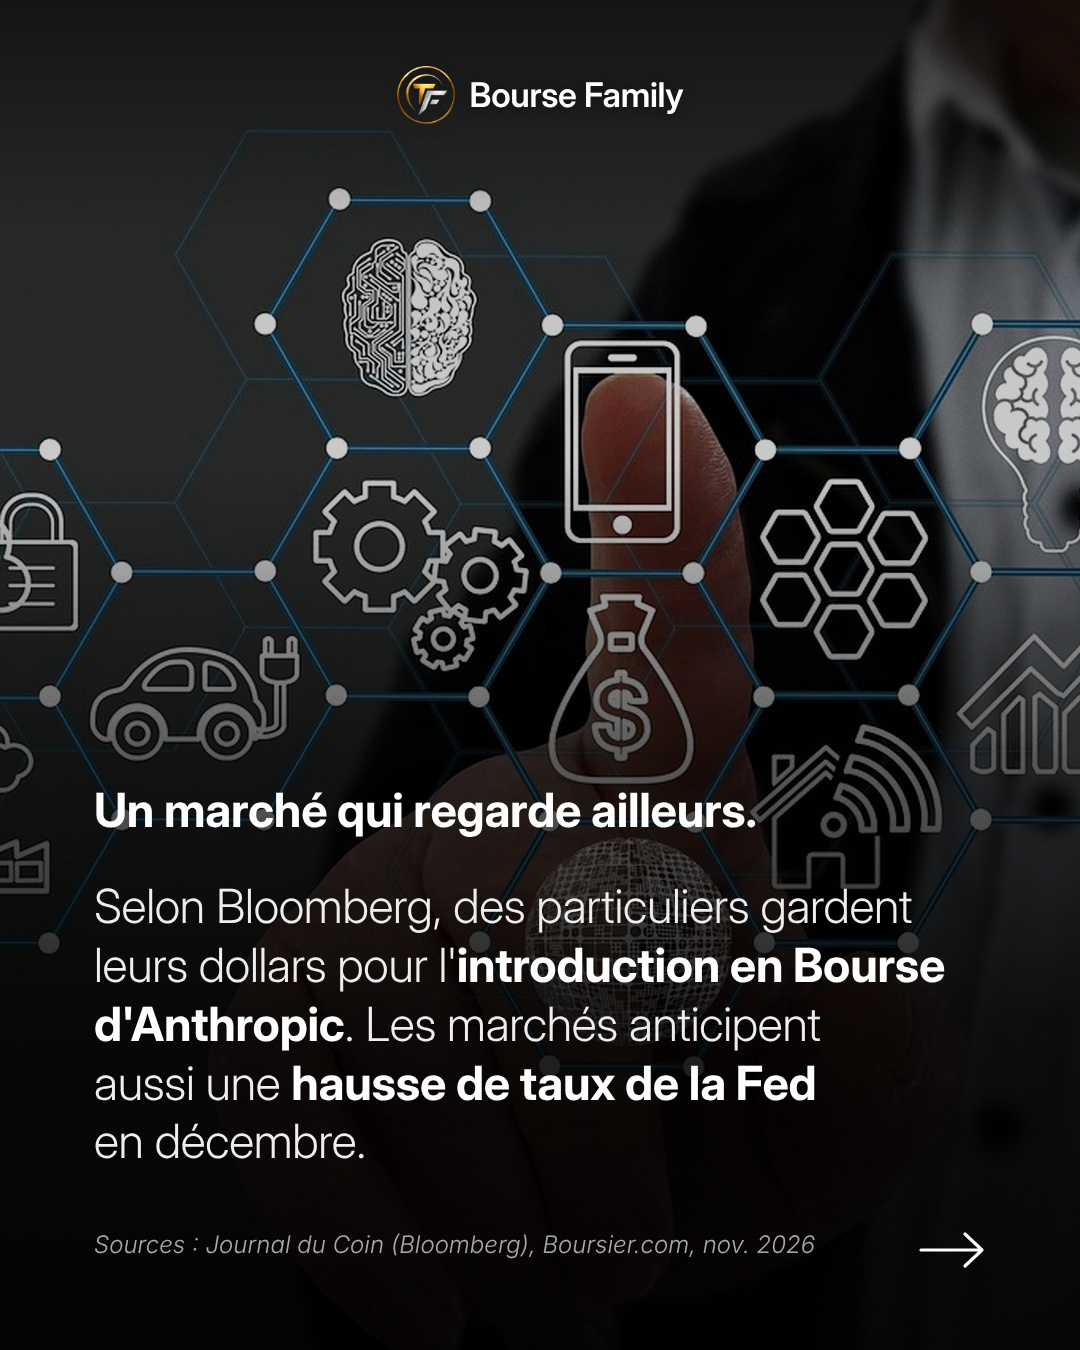 Bourse Family
Un marché qui regarde ailleurs.
Selon Bloomberg, des particuliers gardent
leurs dollars pour l'introduction en Bourse
d'Anthropic. Les marchés anticipent
aussi une hausse de taux de la Fed
en décembre.
Sources : Journal du Coin (Bloomberg), Boursier.com, nov. 2026